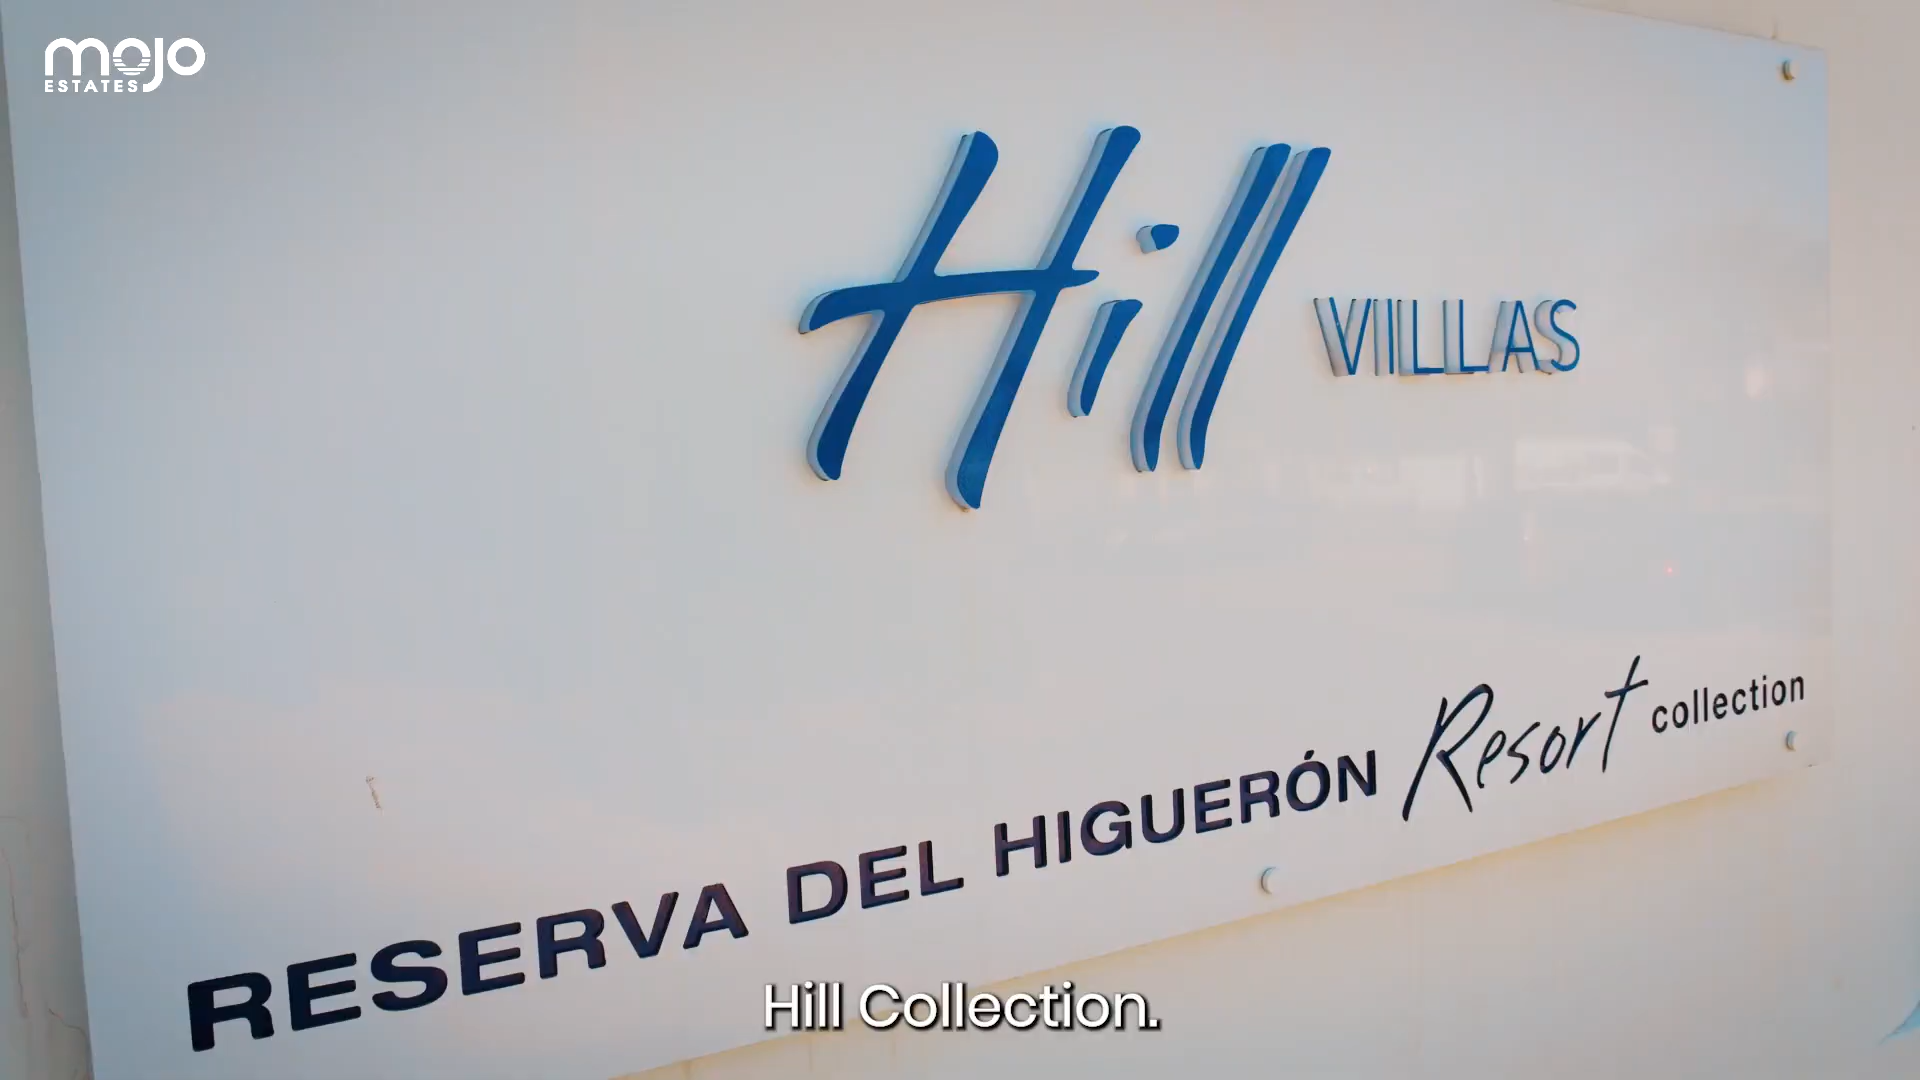 mojo
ESTATES
Hill VILLAS
RESERVA DEL HIGUERÓN Resort collection
Hill Collection.